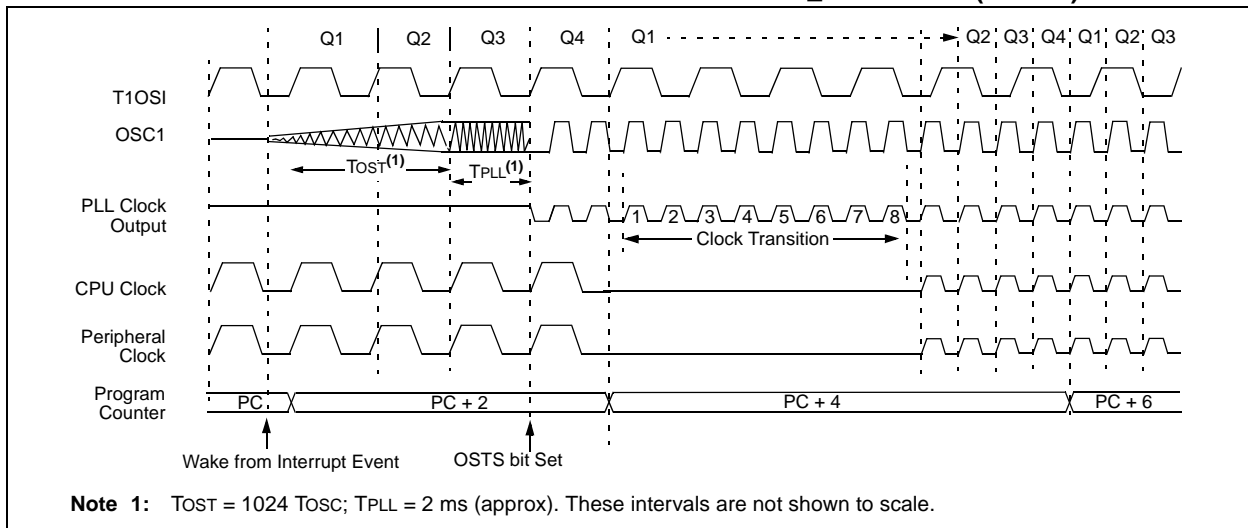 Q1 Q2 Q3 Q4 Q1 Q2 Q3 Q4 Q1 Q2 Q3
T1OSI
OSC1
TOST(1) TPLL(1)
PLL Clock
Output
1 2 3 4 5 6 7 8
Clock Transition
CPU Clock
Peripheral
Clock
Program
Counter
PC PC + 2 PC + 4 PC + 6
Wake from Interrupt Event OSTS bit Set
Note 1: TOST = 1024 TOSC; TPLL = 2 ms (approx). These intervals are not shown to scale.